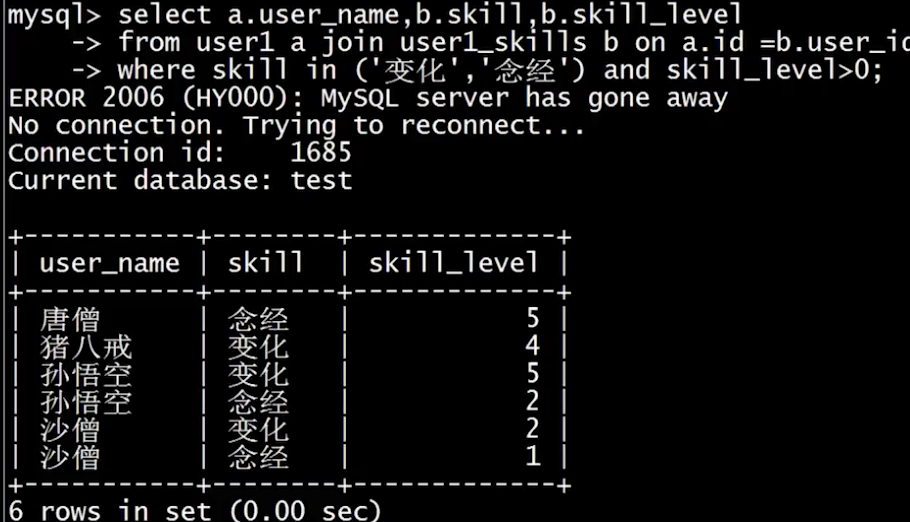 mysql> select a.user_name,b.skill,b.skill_level
-> from user1 a join user1_skills b on a.id =b.user_id
-> where skill in ('变化','念经') and skill_level>0;
ERROR 2006 (HY000): MySQL server has gone away
No connection. Trying to reconnect...
Connection id:    1685
Current database: test
+-----------+--------+-------------+
| user_name | skill  | skill_level |
+-----------+--------+-------------+
| 唐僧      | 念经   |           5 |
| 猪八戒    | 变化   |           4 |
| 孙悟空    | 变化   |           5 |
| 孙悟空    | 念经   |           2 |
| 沙僧      | 变化   |           2 |
| 沙僧      | 念经   |           1 |
+-----------+--------+-------------+
6 rows in set (0.00 sec)